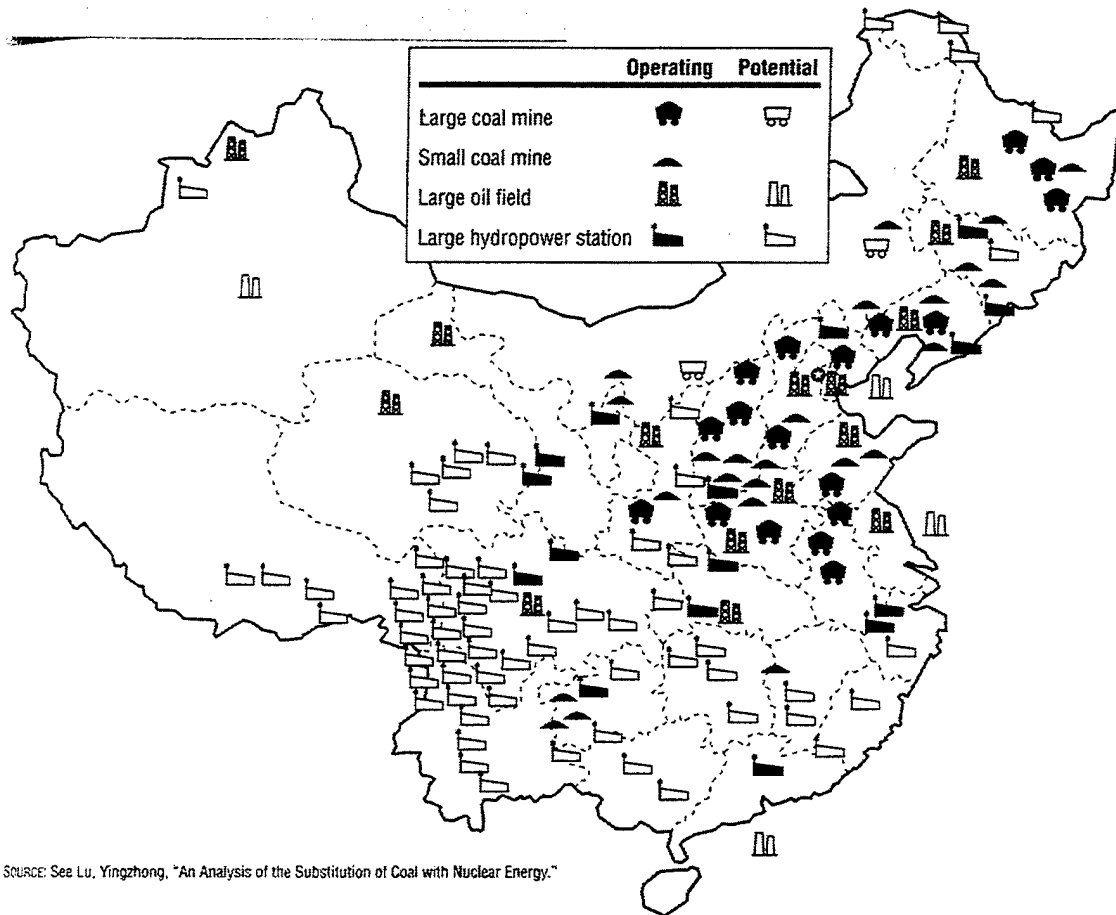 Operating Potential
Large coal mine
Small coal mine
Large oil field
Large hydropower station
SOURCE: See Lu, Yingzhong, "An Analysis of the Substitution of Coal with Nuclear Energy."